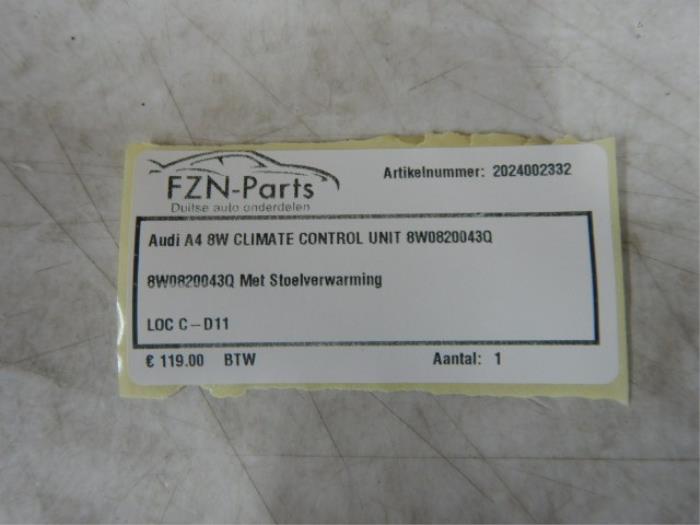 FZN-Parts
Duitse auto onderdelen
Artikelnummer: 2024002332
Audi A4 8W CLIMATE CONTROL UNIT 8W0820043Q
8W0820043Q Met Stoelverwarming
LOC C - D11
€ 119.00 BTW Aantal: 1